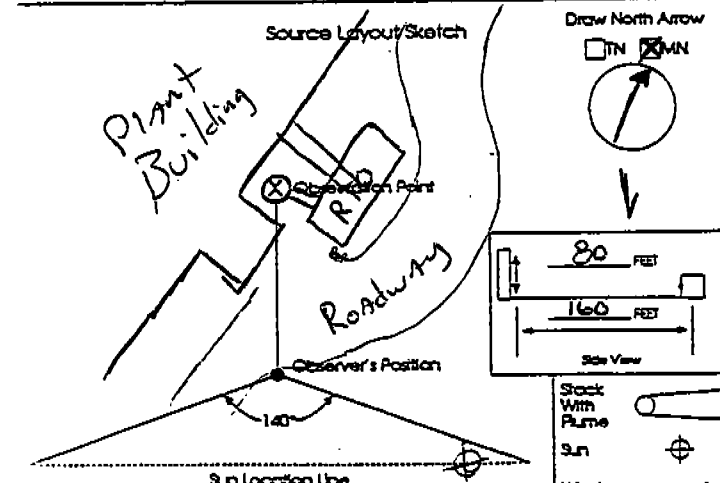 Source Layout Sketch
Draw North Arrow
TN MN
Plant
Building
Observation Point
R10
80 FEET
Roadway
160 FEET
Side View
Observer's Position
140°
Stack
With
Plume
Sun
Sun Location Line